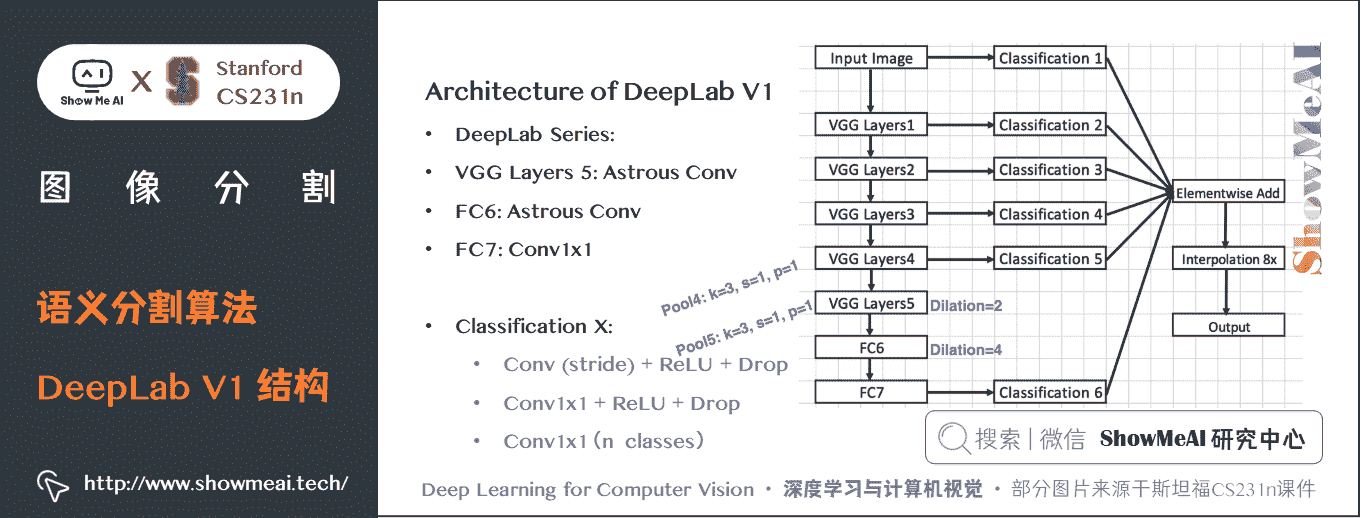 Show Me AI
X
Stanford
CS231n
图 像 分 割
语义分割算法
DeepLab V1 结构
http://www.showmeai.tech/
Architecture of DeepLab V1
• DeepLab Series:
• VGG Layers 5: Astrous Conv
• FC6: Astrous Conv
• FC7: Conv1x1
• Classification X:
• Conv (stride) + ReLU + Drop
• Conv1x1 + ReLU + Drop
• Conv1x1 (n classes)
Input Image
Classification 1
VGG Layers1
Classification 2
VGG Layers2
Classification 3
VGG Layers3
Classification 4
VGG Layers4
Classification 5
Pool4: k=3, s=1, p=1
VGG Layers5
Dilation=2
Pool5: k=3, s=1, p=1
FC6
Dilation=4
FC7
Classification 6
Elementwise Add
Interpolation 8x
Output
ShowMeAI
搜索 | 微信 ShowMeAI 研究中心
Deep Learning for Computer Vision · 深度学习与计算机视觉 · 部分图片来源于斯坦福CS231n课件